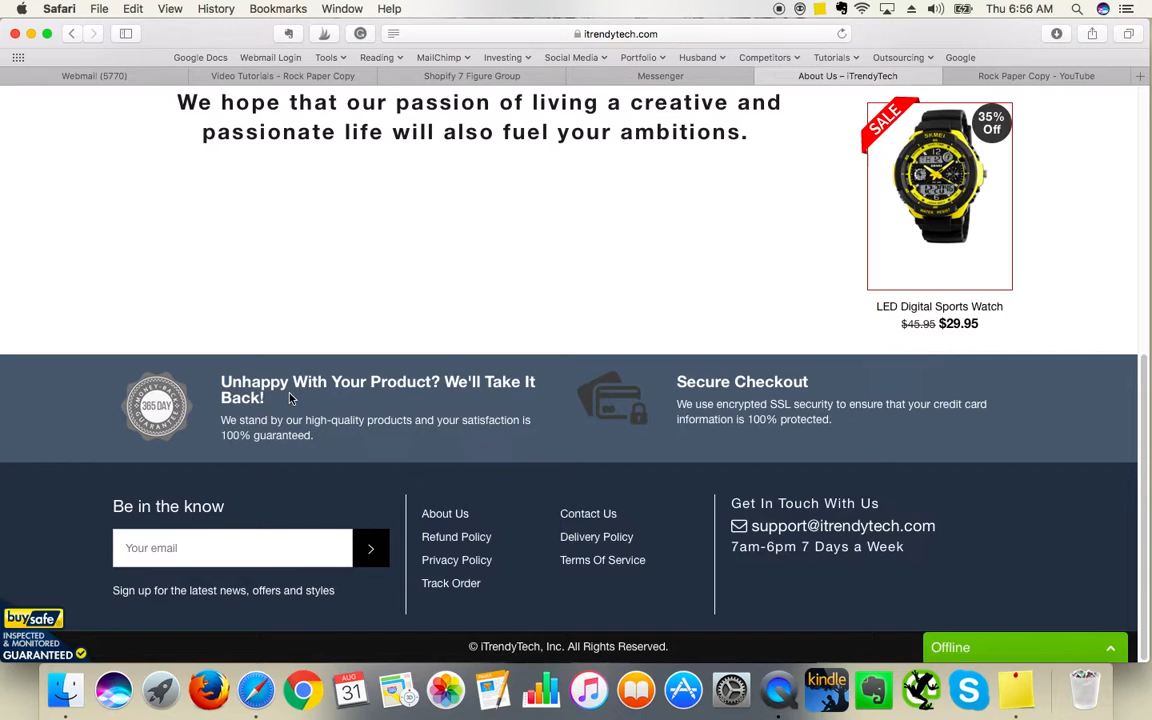 Safari File Edit View History Bookmarks Window Help Thu 6:56 AM
itrendytech.com
Google Docs Webmail Login Tools Reading MailChimp Investing Social Media Portfolio Husband Competitors Tutorials Outsourcing Google
Webmail (5770) Video Tutorials - Rock Paper Copy Shopify 7 Figure Group Messenger About Us – iTrendyTech Rock Paper Copy - YouTube
We hope that our passion of living a creative and
passionate life will also fuel your ambitions.
SALE
35%
Off
SKMEI
WATER RESIST
LED Digital Sports Watch
$45.95 $29.95
MONEY-BACK
365 DAY
GUARANTEE
Unhappy With Your Product? We'll Take It
Back!
We stand by our high-quality products and your satisfaction is
100% guaranteed.
Secure Checkout
We use encrypted SSL security to ensure that your credit card
information is 100% protected.
Be in the know
Your email
Sign up for the latest news, offers and styles
About Us
Refund Policy
Privacy Policy
Track Order
Contact Us
Delivery Policy
Terms Of Service
Get In Touch With Us
support@itrendytech.com
7am-6pm 7 Days a Week
buySafe
INSPECTED
& MONITORED
GUARANTEED
© iTrendyTech, Inc. All Rights Reserved.
Offline
AUG
31
kindle